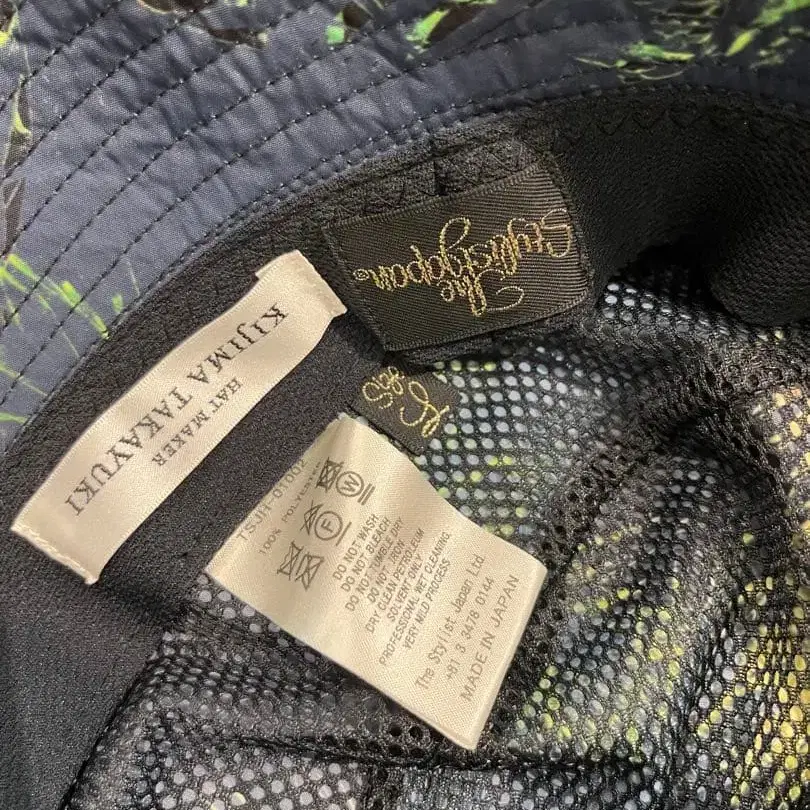 The
Stylist Japan
©
HAT MAKER
KIJIMA TAKAYUKI
TSJH-01002
100% POLYESTER
W
F
DO NOT WASH.
DO NOT BLEACH
DO NOT TUMBLE DRY
DO NOT IRON
DRY CLEAN PETROLEUM
SOLVENT ONLY
PROFESSIONAL WET CLEANING.
VERY MILD PROCESS
The Stylist Japan Ltd.
+81 3 3478 0144
MADE IN JAPAN